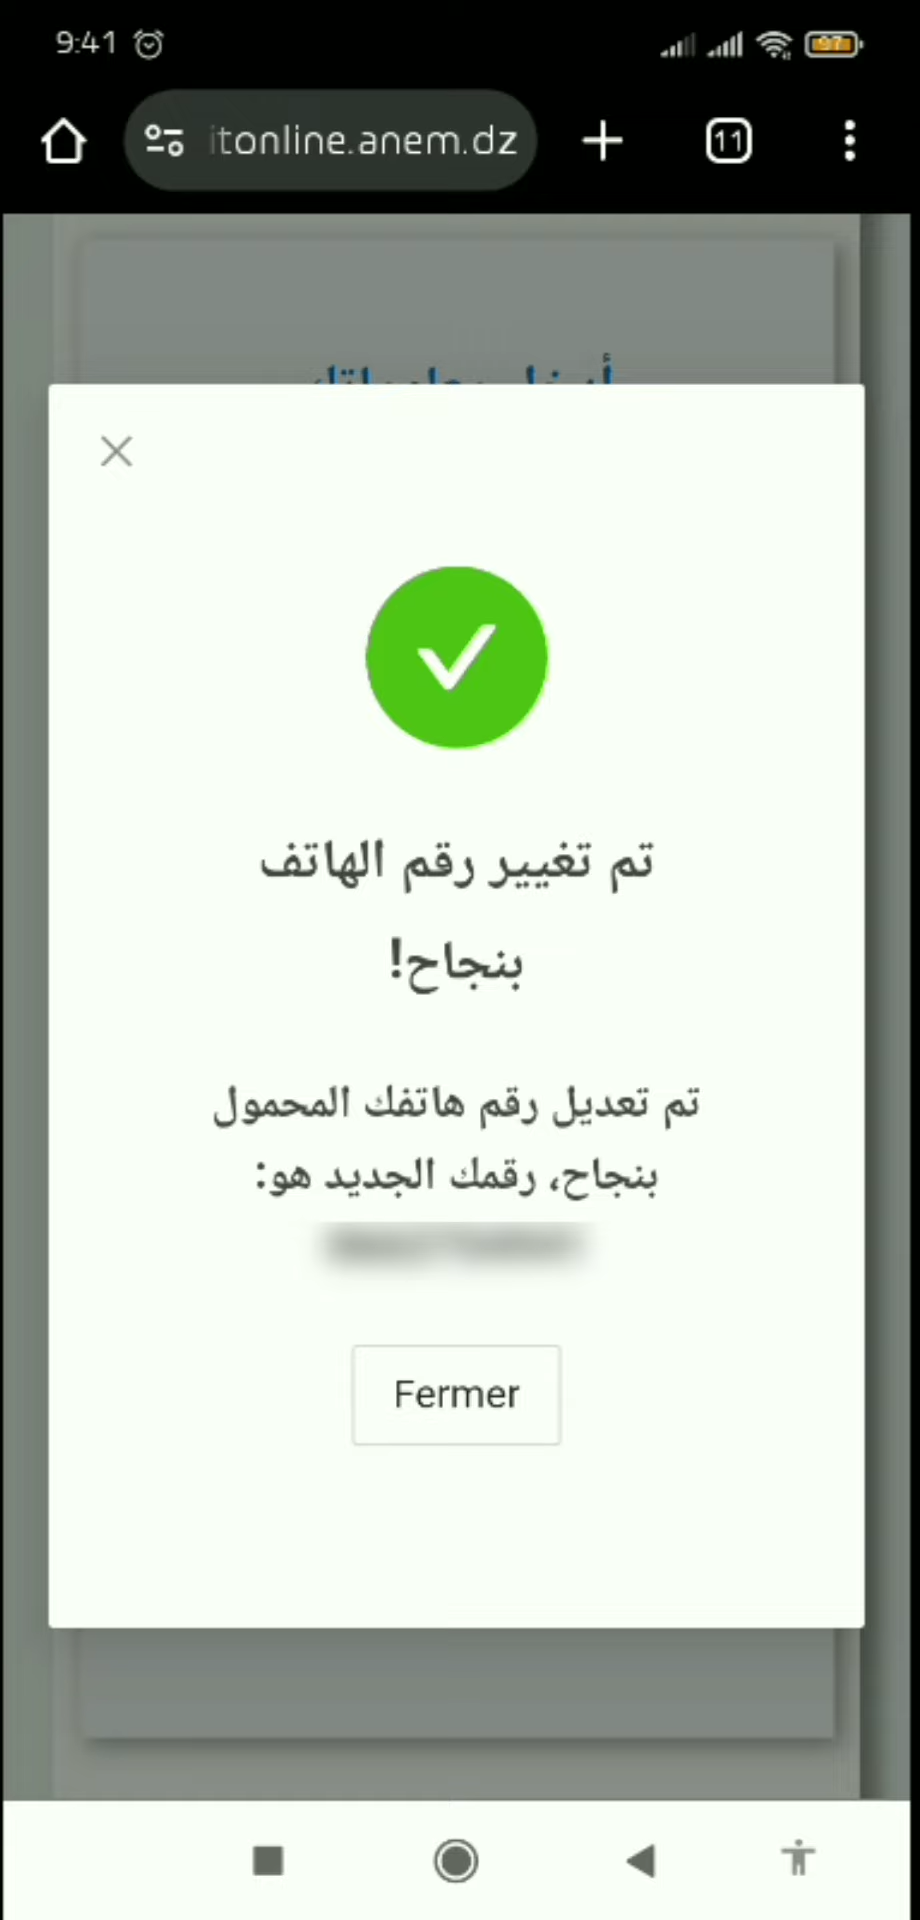 9:41
97
itonline.anem.dz
11
تم تغيير رقم الهاتف
بنجاح!
تم تعديل رقم هاتفك المحمول
بنجاح، رقمك الجديد هو:
Fermer